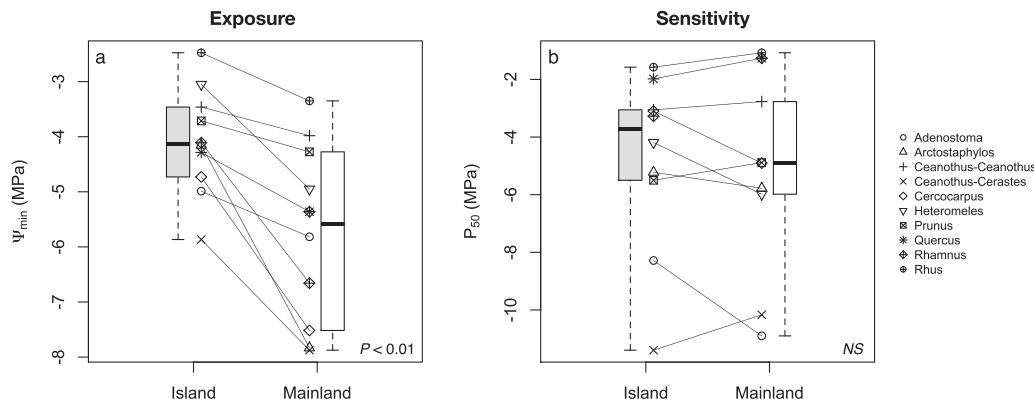 Exposure
Sensitivity
a
b
-3
-4
-5
-6
-7
-8
Ψmin (MPa)
P < 0.01
Island
Mainland
-2
-4
-6
-8
-10
P50 (MPa)
NS
Island
Mainland
Adenostoma
Arctostaphylos
Ceanothus-Ceanothus
Ceanothus-Cerastes
Cercocarpus
Heteromeles
Prunus
Quercus
Rhamnus
Rhus